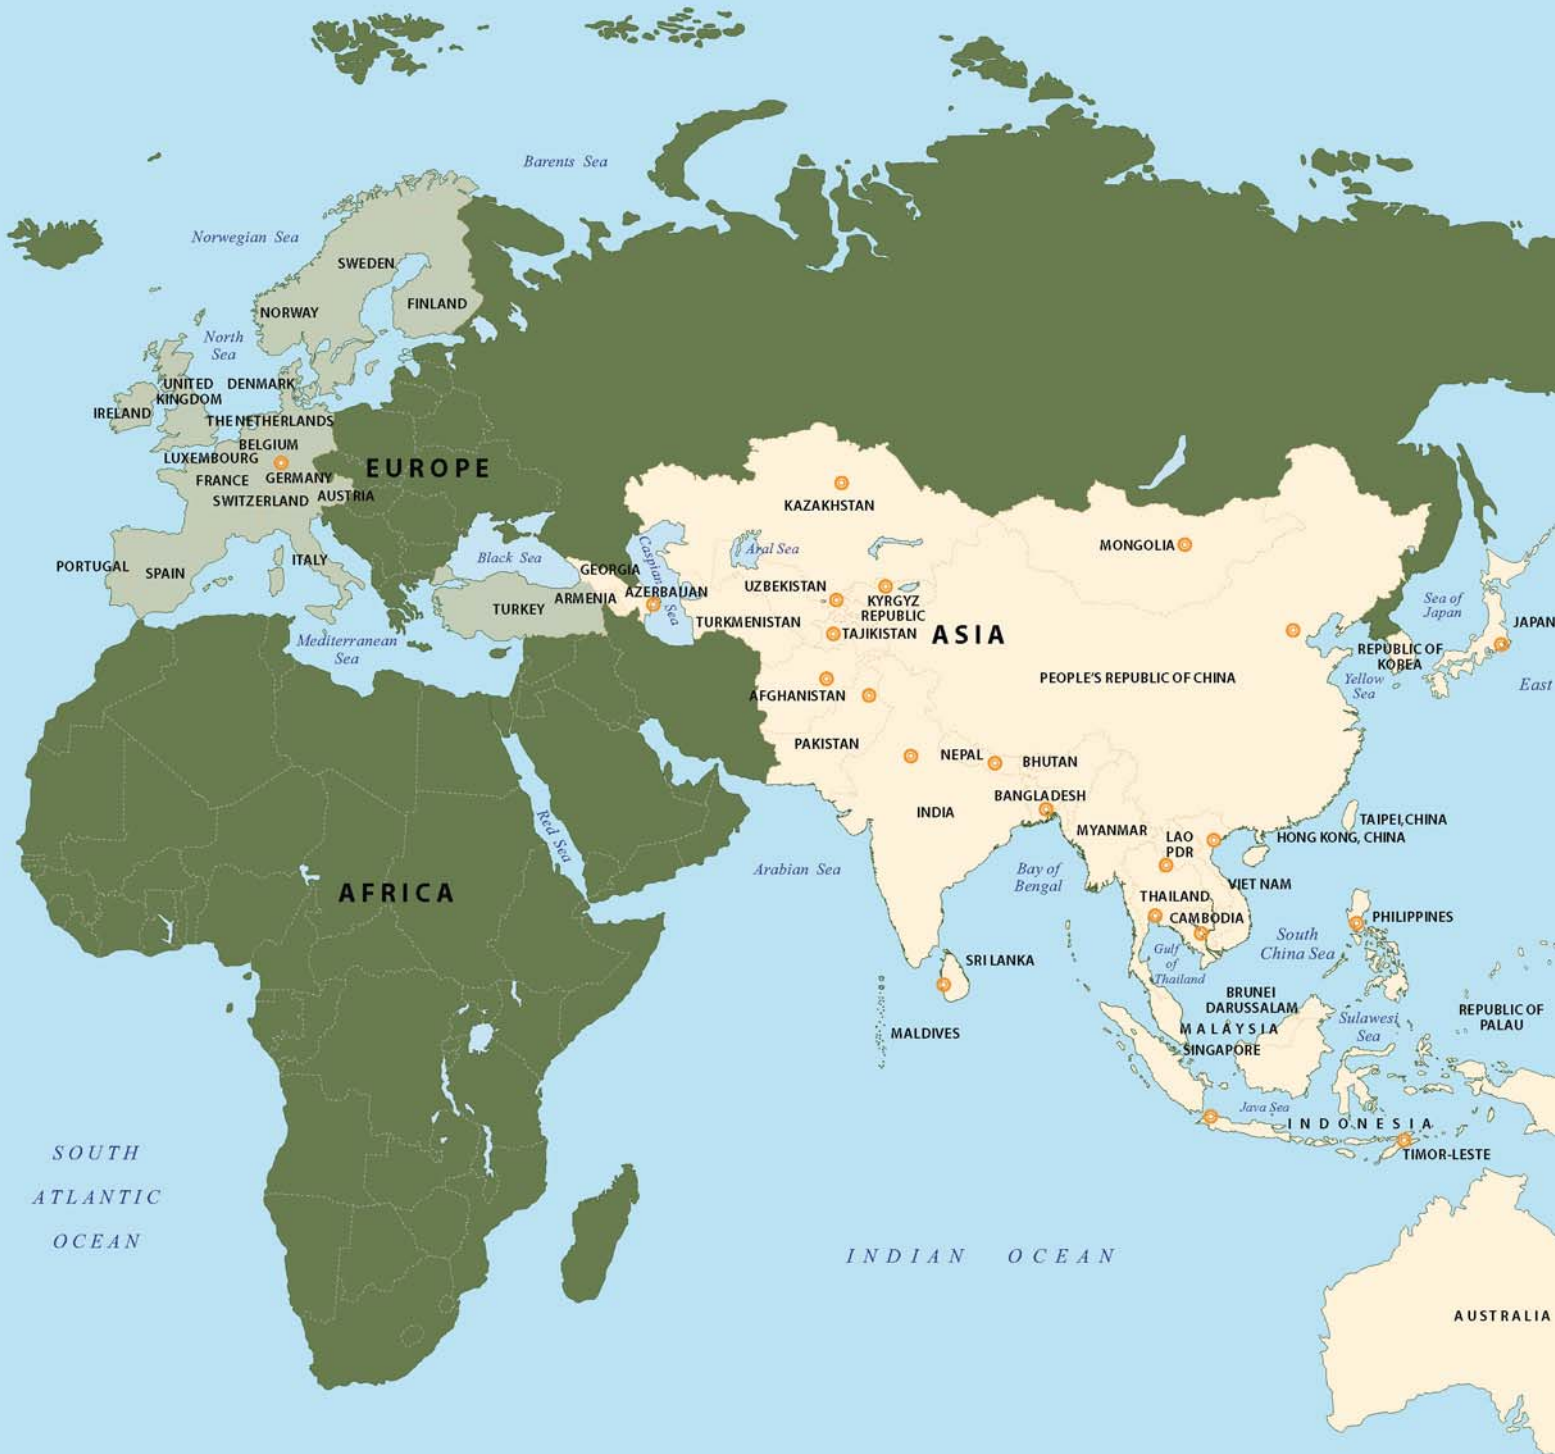 Barents Sea
Norwegian Sea
SWEDEN
FINLAND
NORWAY
North
Sea
UNITED
KINGDOM
DENMARK
IRELAND
THE NETHERLANDS
BELGIUM
LUXEMBOURG
EUROPE
FRANCE
GERMANY
SWITZERLAND
AUSTRIA
KAZAKHSTAN
MONGOLIA
Aral Sea
Caspian
Sea
Black Sea
ITALY
PORTUGAL
SPAIN
GEORGIA
AZERBAIJAN
ARMENIA
TURKEY
UZBEKISTAN
KYRGYZ
REPUBLIC
TURKMENISTAN
TAJIKISTAN
ASIA
Sea of
Japan
JAPAN
Mediterranean
Sea
REPUBLIC OF
KOREA
Yellow
Sea
East
PEOPLE'S REPUBLIC OF CHINA
AFGHANISTAN
PAKISTAN
NEPAL
BHUTAN
BANGLADESH
INDIA
MYANMAR
LAO
PDR
TAIPEI,CHINA
HONG KONG, CHINA
Red Sea
Arabian Sea
Bay of
Bengal
AFRICA
VIET NAM
THAILAND
CAMBODIA
PHILIPPINES
South
China Sea
Gulf
of
Thailand
SRI LANKA
BRUNEI
DARUSSALAM
MALAYSIA
SINGAPORE
Sulawesi
Sea
REPUBLIC OF
PALAU
MALDIVES
Java Sea
INDONESIA
TIMOR-LESTE
SOUTH
ATLANTIC
OCEAN
INDIAN OCEAN
AUSTRALIA